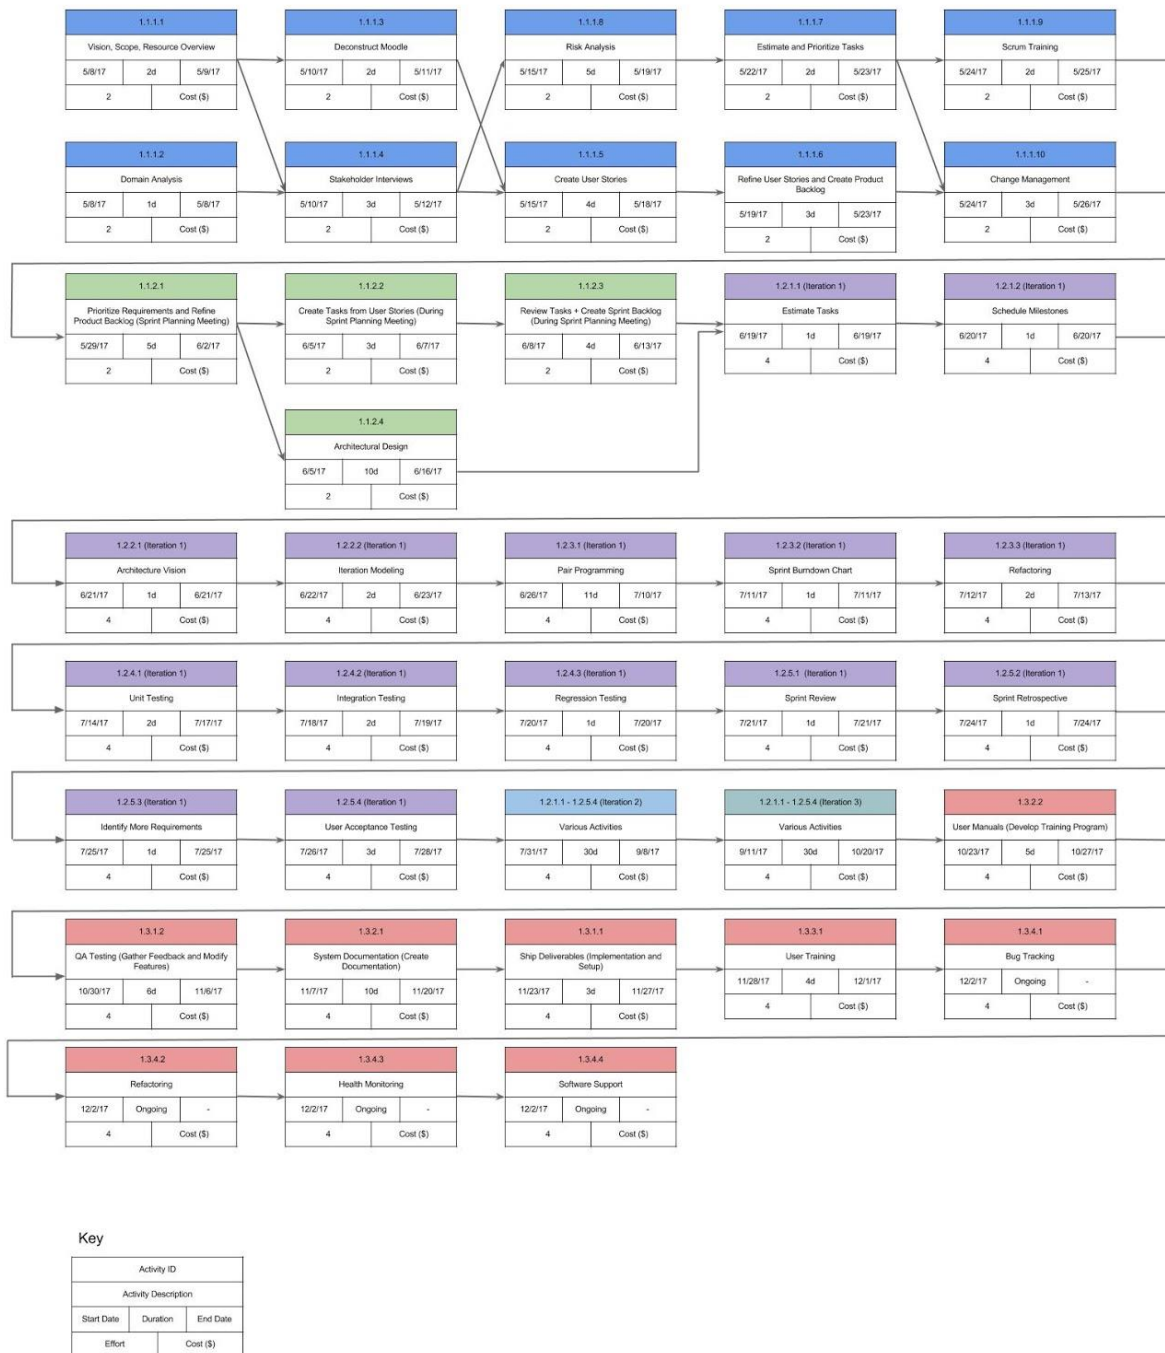 1.1.1.1
Vision, Scope, Resource Overview
5/8/17 2d 5/9/17
2 Cost ($)
1.1.1.3
Deconstruct Moodle
5/10/17 2d 5/11/17
2 Cost ($)
1.1.1.8
Risk Analysis
5/15/17 5d 5/19/17
2 Cost ($)
1.1.1.7
Estimate and Prioritize Tasks
5/22/17 2d 5/23/17
2 Cost ($)
1.1.1.9
Scrum Training
5/24/17 2d 5/25/17
2 Cost ($)
1.1.1.2
Domain Analysis
5/8/17 1d 5/8/17
2 Cost ($)
1.1.1.4
Stakeholder Interviews
5/10/17 3d 5/12/17
2 Cost ($)
1.1.1.5
Create User Stories
5/15/17 4d 5/18/17
2 Cost ($)
1.1.1.6
Refine User Stories and Create Product
Backlog
5/19/17 3d 5/23/17
2 Cost ($)
1.1.1.10
Change Management
5/24/17 3d 5/26/17
2 Cost ($)
1.1.2.1
Prioritize Requirements and Refine
Product Backlog (Sprint Planning Meeting)
5/29/17 5d 6/2/17
2 Cost ($)
1.1.2.2
Create Tasks from User Stories (During
Sprint Planning Meeting)
6/5/17 3d 6/7/17
2 Cost ($)
1.1.2.3
Review Tasks + Create Sprint Backlog
(During Sprint Planning Meeting)
6/8/17 4d 6/13/17
2 Cost ($)
1.2.1.1 (Iteration 1)
Estimate Tasks
6/19/17 1d 6/19/17
4 Cost ($)
1.2.1.2 (Iteration 1)
Schedule Milestones
6/20/17 1d 6/20/17
4 Cost ($)
1.1.2.4
Architectural Design
6/5/17 10d 6/16/17
2 Cost ($)
1.2.2.1 (Iteration 1)
Architecture Vision
6/21/17 1d 6/21/17
4 Cost ($)
1.2.2.2 (Iteration 1)
Iteration Modeling
6/22/17 2d 6/23/17
4 Cost ($)
1.2.3.1 (Iteration 1)
Pair Programming
6/26/17 11d 7/10/17
4 Cost ($)
1.2.3.2 (Iteration 1)
Sprint Burndown Chart
7/11/17 1d 7/11/17
4 Cost ($)
1.2.3.3 (Iteration 1)
Refactoring
7/12/17 2d 7/13/17
4 Cost ($)
1.2.4.1 (Iteration 1)
Unit Testing
7/14/17 2d 7/17/17
4 Cost ($)
1.2.4.2 (Iteration 1)
Integration Testing
7/18/17 2d 7/19/17
4 Cost ($)
1.2.4.3 (Iteration 1)
Regression Testing
7/20/17 1d 7/20/17
4 Cost ($)
1.2.5.1 (Iteration 1)
Sprint Review
7/21/17 1d 7/21/17
4 Cost ($)
1.2.5.2 (Iteration 1)
Sprint Retrospective
7/24/17 1d 7/24/17
4 Cost ($)
1.2.5.3 (Iteration 1)
Identify More Requirements
7/25/17 1d 7/25/17
4 Cost ($)
1.2.5.4 (Iteration 1)
User Acceptance Testing
7/26/17 3d 7/28/17
4 Cost ($)
1.2.1.1 - 1.2.5.4 (Iteration 2)
Various Activities
7/31/17 30d 9/8/17
4 Cost ($)
1.2.1.1 - 1.2.5.4 (Iteration 3)
Various Activities
9/11/17 30d 10/20/17
4 Cost ($)
1.3.2.2
User Manuals (Develop Training Program)
10/23/17 5d 10/27/17
4 Cost ($)
1.3.1.2
QA Testing (Gather Feedback and Modify
Features)
10/30/17 6d 11/6/17
4 Cost ($)
1.3.2.1
System Documentation (Create
Documentation)
11/7/17 10d 11/20/17
4 Cost ($)
1.3.1.1
Ship Deliverables (Implementation and
Setup)
11/23/17 3d 11/27/17
4 Cost ($)
1.3.3.1
User Training
11/28/17 4d 12/1/17
4 Cost ($)
1.3.4.1
Bug Tracking
12/2/17 Ongoing -
4 Cost ($)
1.3.4.2
Refactoring
12/2/17 Ongoing -
4 Cost ($)
1.3.4.3
Health Monitoring
12/2/17 Ongoing -
4 Cost ($)
1.3.4.4
Software Support
12/2/17 Ongoing -
4 Cost ($)
Key
Activity ID
Activity Description
Start Date Duration End Date
Effort Cost ($)